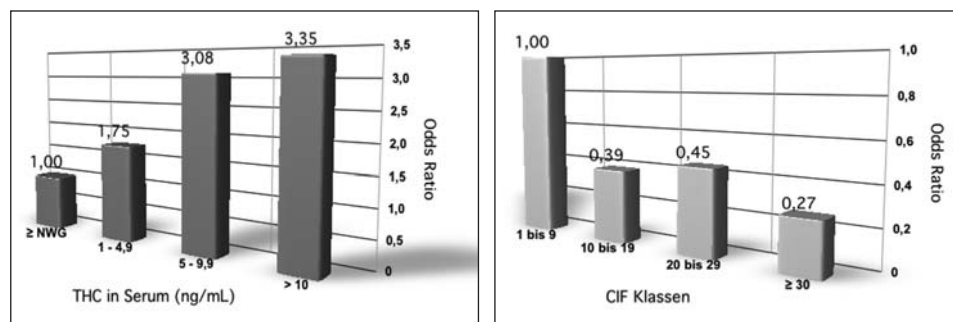 1,00
1,75
3,08
3,35
3,5
3,0
2,5
2,0
1,5
1,0
0,5
0
Odds Ratio
≥ NWG
1 - 4,9
5 - 9,9
> 10
THC in Serum (ng/mL)
1,00
0,39
0,45
0,27
1,0
0,8
0,6
0,4
0,2
0
Odds Ratio
1 bis 9
10 bis 19
20 bis 29
≥ 30
CIF Klassen